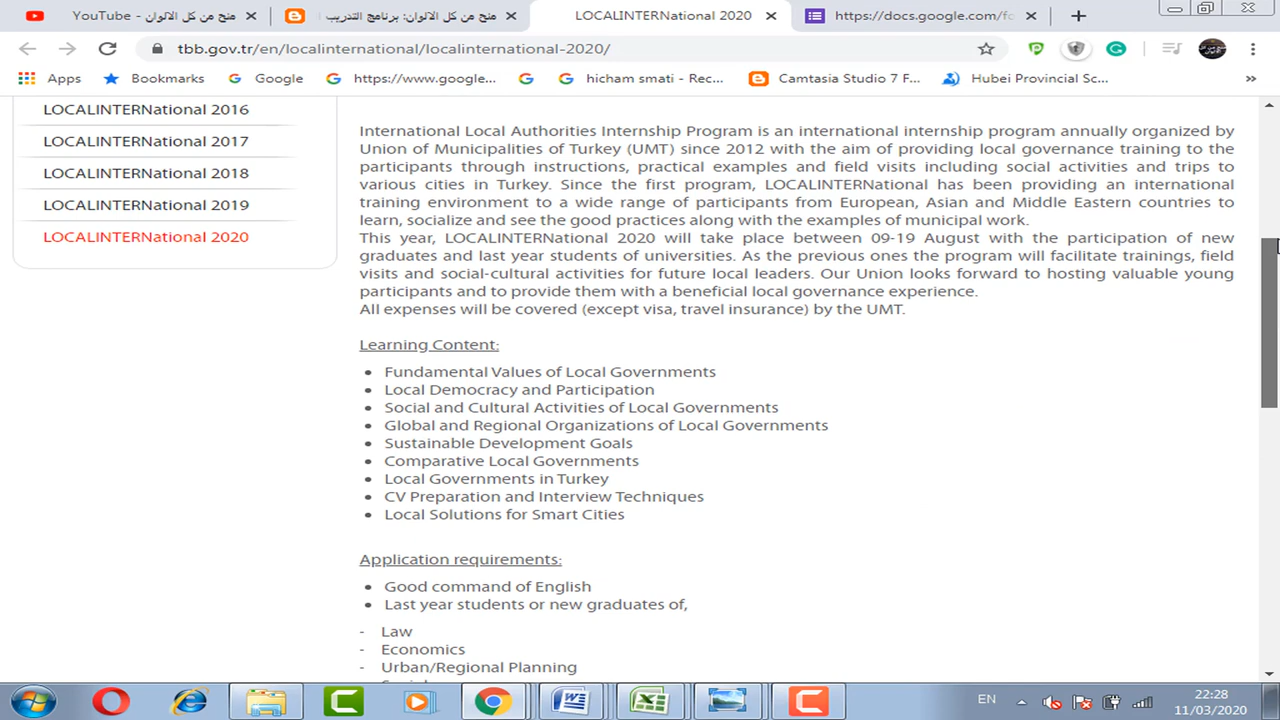 YouTube - منح من كل الالوان
منح من كل الالوان: برنامج التدريب ا
LOCALINTERNational 2020
https://docs.google.com/fo
tbb.gov.tr/en/localinternational/localinternational-2020/
Apps
Bookmarks
Google
https://www.google...
hicham smati - Rec...
Camtasia Studio 7 F...
Hubei Provincial Sc...
»
LOCALINTERNational 2016
LOCALINTERNational 2017
LOCALINTERNational 2018
LOCALINTERNational 2019
LOCALINTERNational 2020
International Local Authorities Internship Program is an international internship program annually organized by
Union of Municipalities of Turkey (UMT) since 2012 with the aim of providing local governance training to the
participants through instructions, practical examples and field visits including social activities and trips to
various cities in Turkey. Since the first program, LOCALINTERNational has been providing an international
training environment to a wide range of participants from European, Asian and Middle Eastern countries to
learn, socialize and see the good practices along with the examples of municipal work.
This year, LOCALINTERNational 2020 will take place between 09-19 August with the participation of new
graduates and last year students of universities. As the previous ones the program will facilitate trainings, field
visits and social-cultural activities for future local leaders. Our Union looks forward to hosting valuable young
participants and to provide them with a beneficial local governance experience.
All expenses will be covered (except visa, travel insurance) by the UMT.
Learning Content:
• Fundamental Values of Local Governments
• Local Democracy and Participation
• Social and Cultural Activities of Local Governments
• Global and Regional Organizations of Local Governments
• Sustainable Development Goals
• Comparative Local Governments
• Local Governments in Turkey
• CV Preparation and Interview Techniques
• Local Solutions for Smart Cities
Application requirements:
• Good command of English
• Last year students or new graduates of,
- Law
- Economics
- Urban/Regional Planning
EN
22:28
11/03/2020